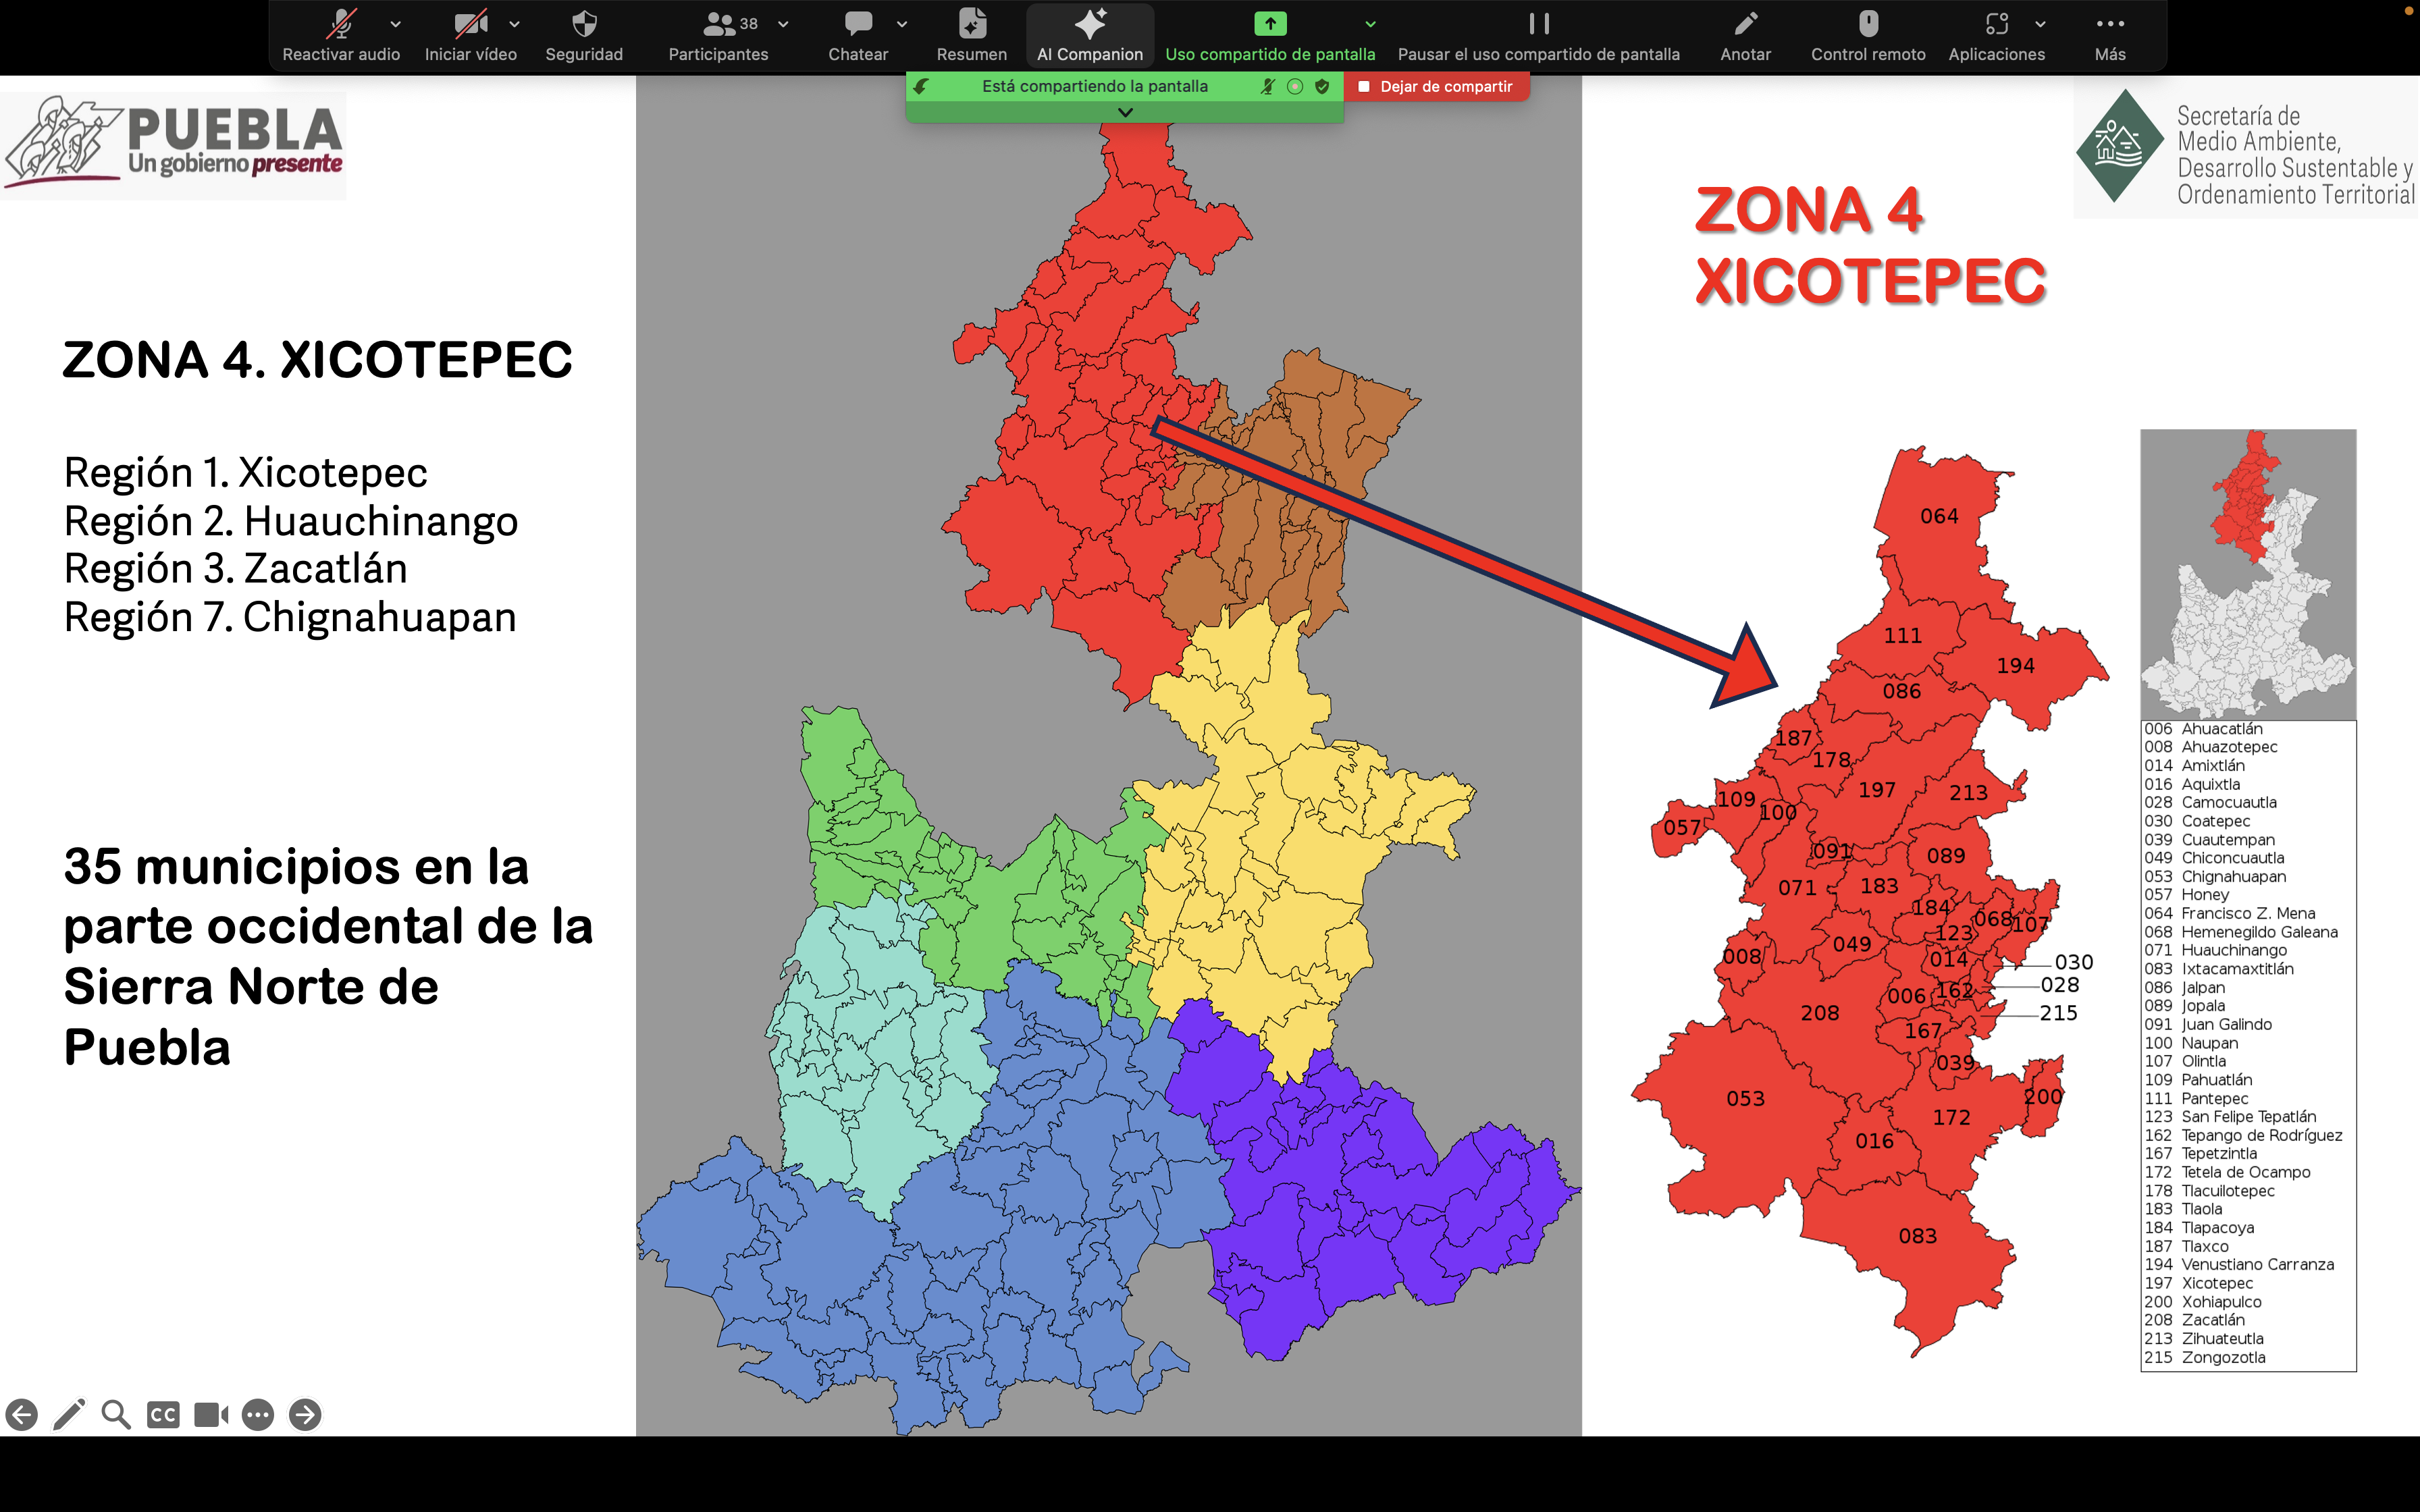 Reactivar audio
Iniciar vídeo
Seguridad
38
Participantes
Chatear
Resumen
AI Companion
Uso compartido de pantalla
Pausar el uso compartido de pantalla
Anotar
Control remoto
Aplicaciones
Más
Está compartiendo la pantalla
Dejar de compartir
PUEBLA
Un gobierno presente
Secretaría de
Medio Ambiente,
Desarrollo Sustentable y
Ordenamiento Territorial
ZONA 4. XICOTEPEC
Región 1. Xicotepec
Región 2. Huauchinango
Región 3. Zacatlán
Región 7. Chignahuapan
35 municipios en la
parte occidental de la
Sierra Norte de
Puebla
ZONA 4
XICOTEPEC
064
111
194
086
187
178
197
213
109
100
057
091
089
071
183
184
068
107
123
049
008
014
030
028
006
162
215
208
167
039
053
200
172
016
083
006 Ahuacatlán
008 Ahuazotepec
014 Amixtlán
016 Aquixtla
028 Camocuautla
030 Coatepec
039 Cuautempan
049 Chiconcuautla
053 Chignahuapan
057 Honey
064 Francisco Z. Mena
068 Hemenegildo Galeana
071 Huauchinango
083 Ixtacamaxtitlán
086 Jalpan
089 Jopala
091 Juan Galindo
100 Naupan
107 Olintla
109 Pahuatlán
111 Pantepec
123 San Felipe Tepatlán
162 Tepango de Rodríguez
167 Tepetzintla
172 Tetela de Ocampo
178 Tlacuilotepec
183 Tlaola
184 Tlapacoya
187 Tlaxco
194 Venustiano Carranza
197 Xicotepec
200 Xohiapulco
208 Zacatlán
213 Zihuateutla
215 Zongozotla
CC